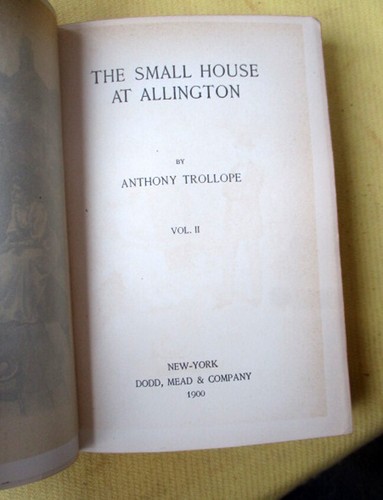 THE SMALL HOUSE
AT ALLINGTON
BY
ANTHONY TROLLOPE
VOL. II
NEW-YORK
DODD, MEAD & COMPANY
1900